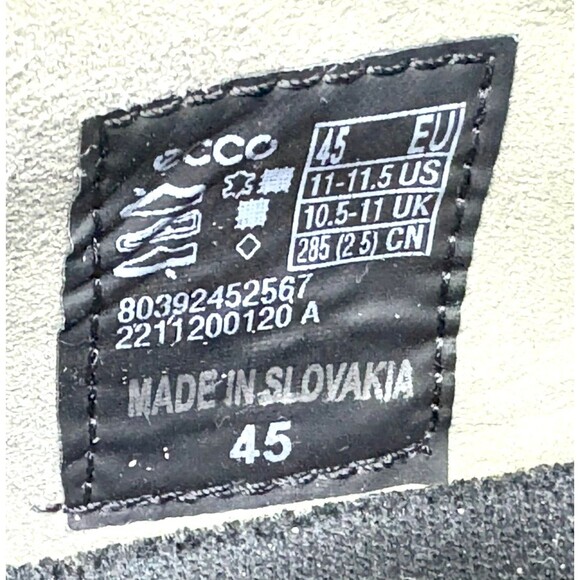 ecco
45 EU
11-11.5 US
10.5-11 UK
285 (2 5) CN
80392452567
2211200120 A
MADE IN SLOVAKIA
45